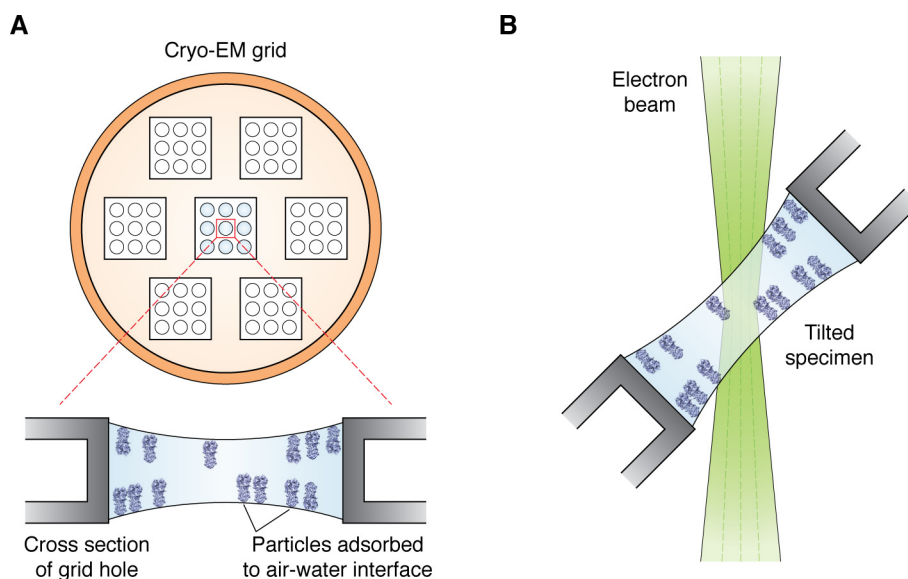 A
Cryo-EM grid
Cross section
of grid hole
Particles adsorbed
to air-water interface
B
Electron
beam
Tilted
specimen